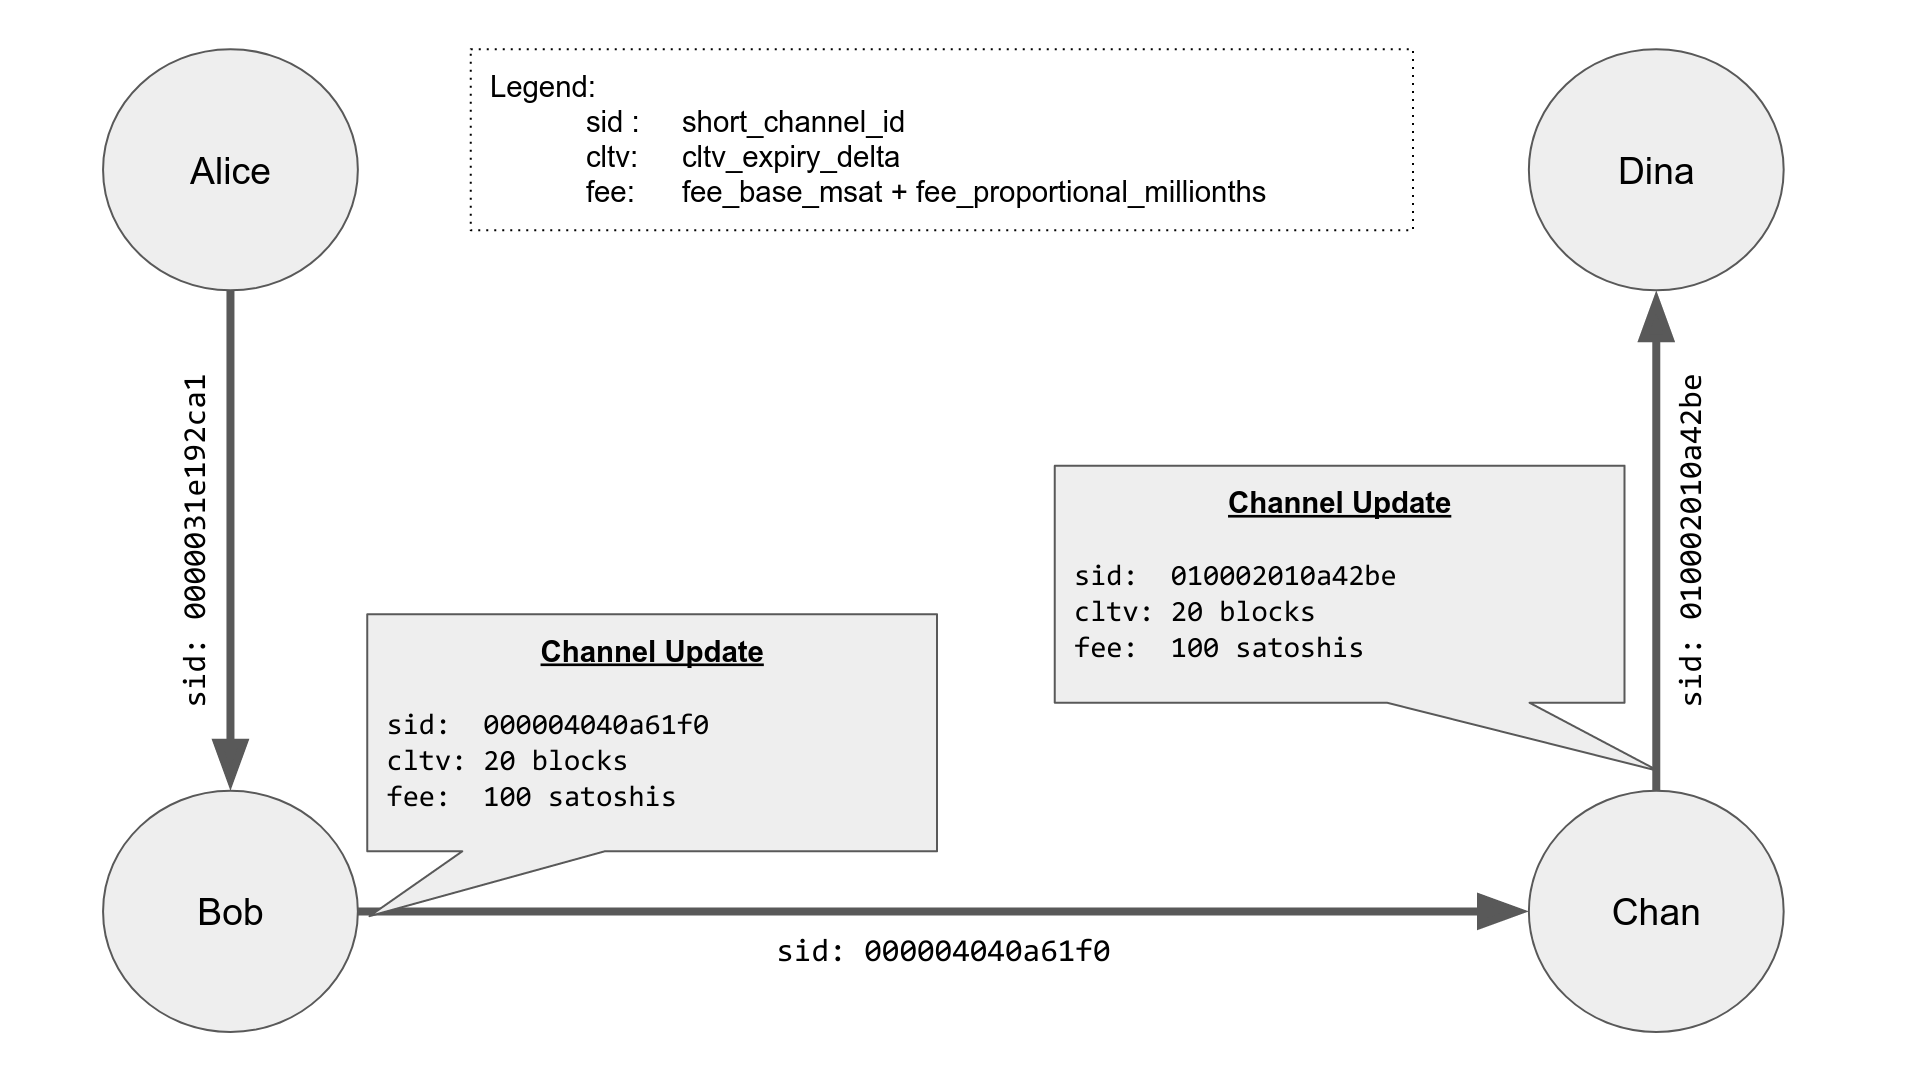 Alice
Legend:
sid : short_channel_id
cltv: cltv_expiry_delta
fee: fee_base_msat + fee_proportional_millionths
Dina
sid: 0000031e192ca1
sid: 010002010a42be
Channel Update
sid: 010002010a42be
cltv: 20 blocks
fee: 100 satoshis
Channel Update
sid: 000004040a61f0
cltv: 20 blocks
fee: 100 satoshis
Bob
Chan
sid: 000004040a61f0